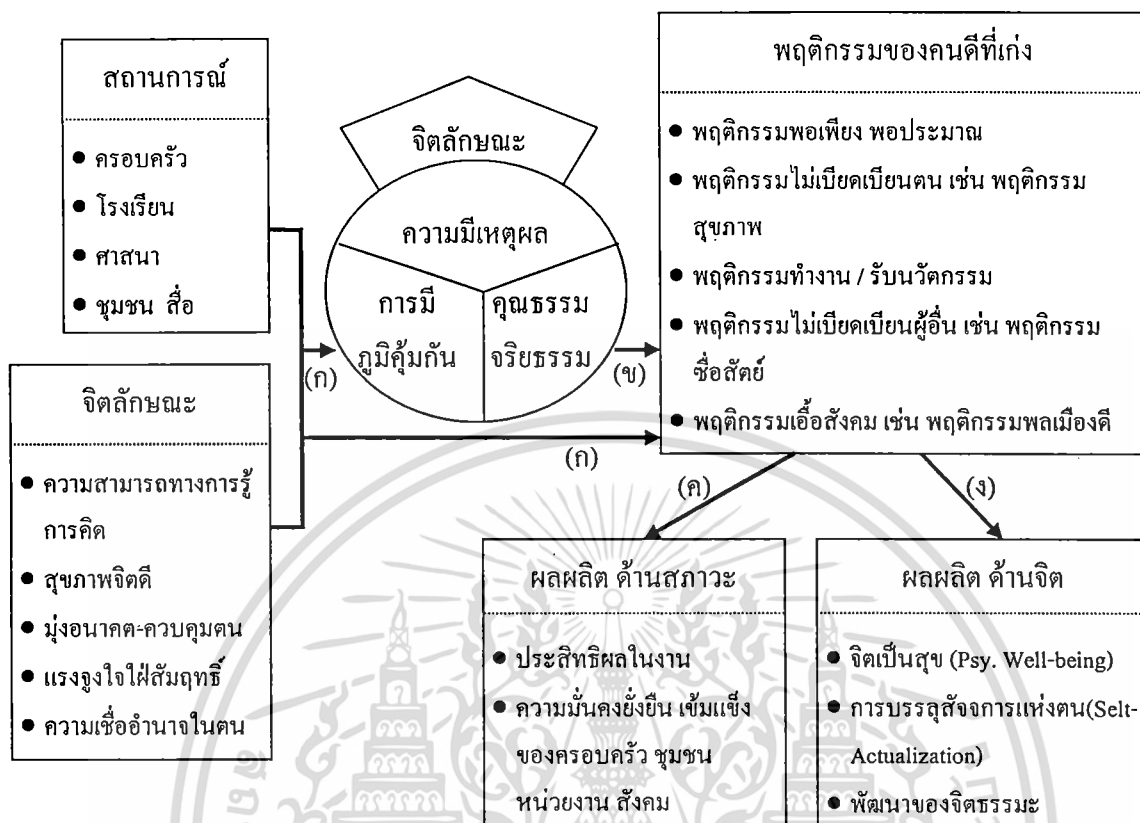 สถานการณ์
● ครอบครัว
● โรงเรียน
● ศาสนา
● ชุมชน สื่อ
จิตลักษณะ
● ความสามารถทางการรู้
การคิด
● สุขภาพจิตดี
● มุ่งอนาคต-ควบคุมตน
● แรงจูงใจใฝ่สัมฤทธิ์
● ความเชื่ออำนาจในตน
(ก)
จิตลักษณะ
ความมีเหตุผล
การมี
ภูมิคุ้มกัน
คุณธรรม
จริยธรรม
(ข)
(ก)
พฤติกรรมของคนดีที่เก่ง
● พฤติกรรมพอเพียง พอประมาณ
● พฤติกรรมไม่เบียดเบียนตน เช่น พฤติกรรม
สุขภาพ
● พฤติกรรมทำงาน / รับนวัตกรรม
● พฤติกรรมไม่เบียดเบียนผู้อื่น เช่น พฤติกรรม
ซื่อสัตย์
● พฤติกรรมเอื้อสังคม เช่น พฤติกรรมพลเมืองดี
(ค)
(ง)
ผลผลิต ด้านสภาวะ
● ประสิทธิผลในงาน
● ความมั่นคงยั่งยืน เข้มแข็ง
ของครอบครัว ชุมชน
หน่วยงาน สังคม
ผลผลิต ด้านจิต
● จิตเป็นสุข (Psy. Well-being)
● การบรรลุสัจจการแห่งตน(Selt-
Actualization)
● พัฒนาของจิตธรรมะ